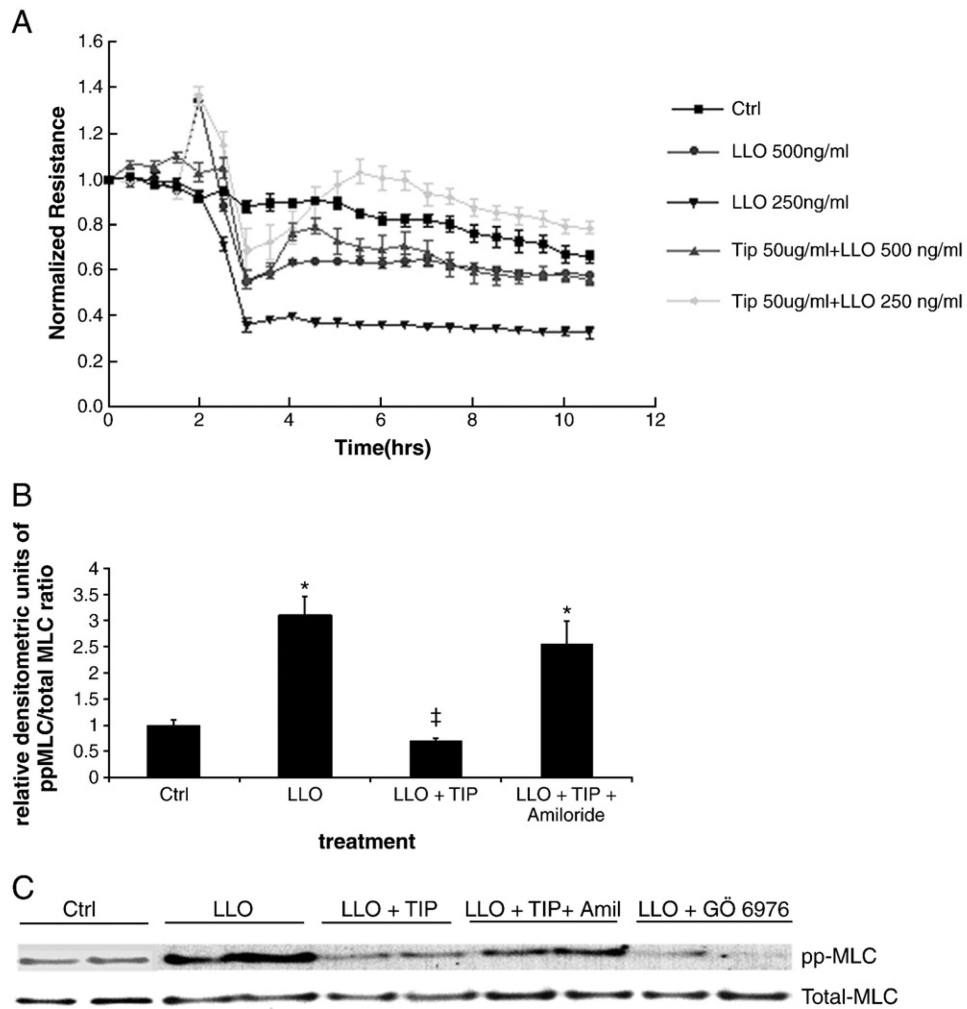 A
1.6
1.4
1.2
1.0
0.8
0.6
0.4
0.2
0.0
Normalized Resistance
0 2 4 6 8 10 12
Time(hrs)
Ctrl
LLO 500ng/ml
LLO 250ng/ml
Tip 50ug/ml+LLO 500 ng/ml
Tip 50ug/ml+LLO 250 ng/ml
B
relative densitometric units of
ppMLC/total MLC ratio
4
3.5
3
2.5
2
1.5
1
0.5
0
*
‡
*
Ctrl LLO LLO + TIP LLO + TIP +
Amiloride
treatment
C
Ctrl LLO LLO + TIP LLO + TIP+ Amil LLO + GÖ 6976
pp-MLC
Total-MLC